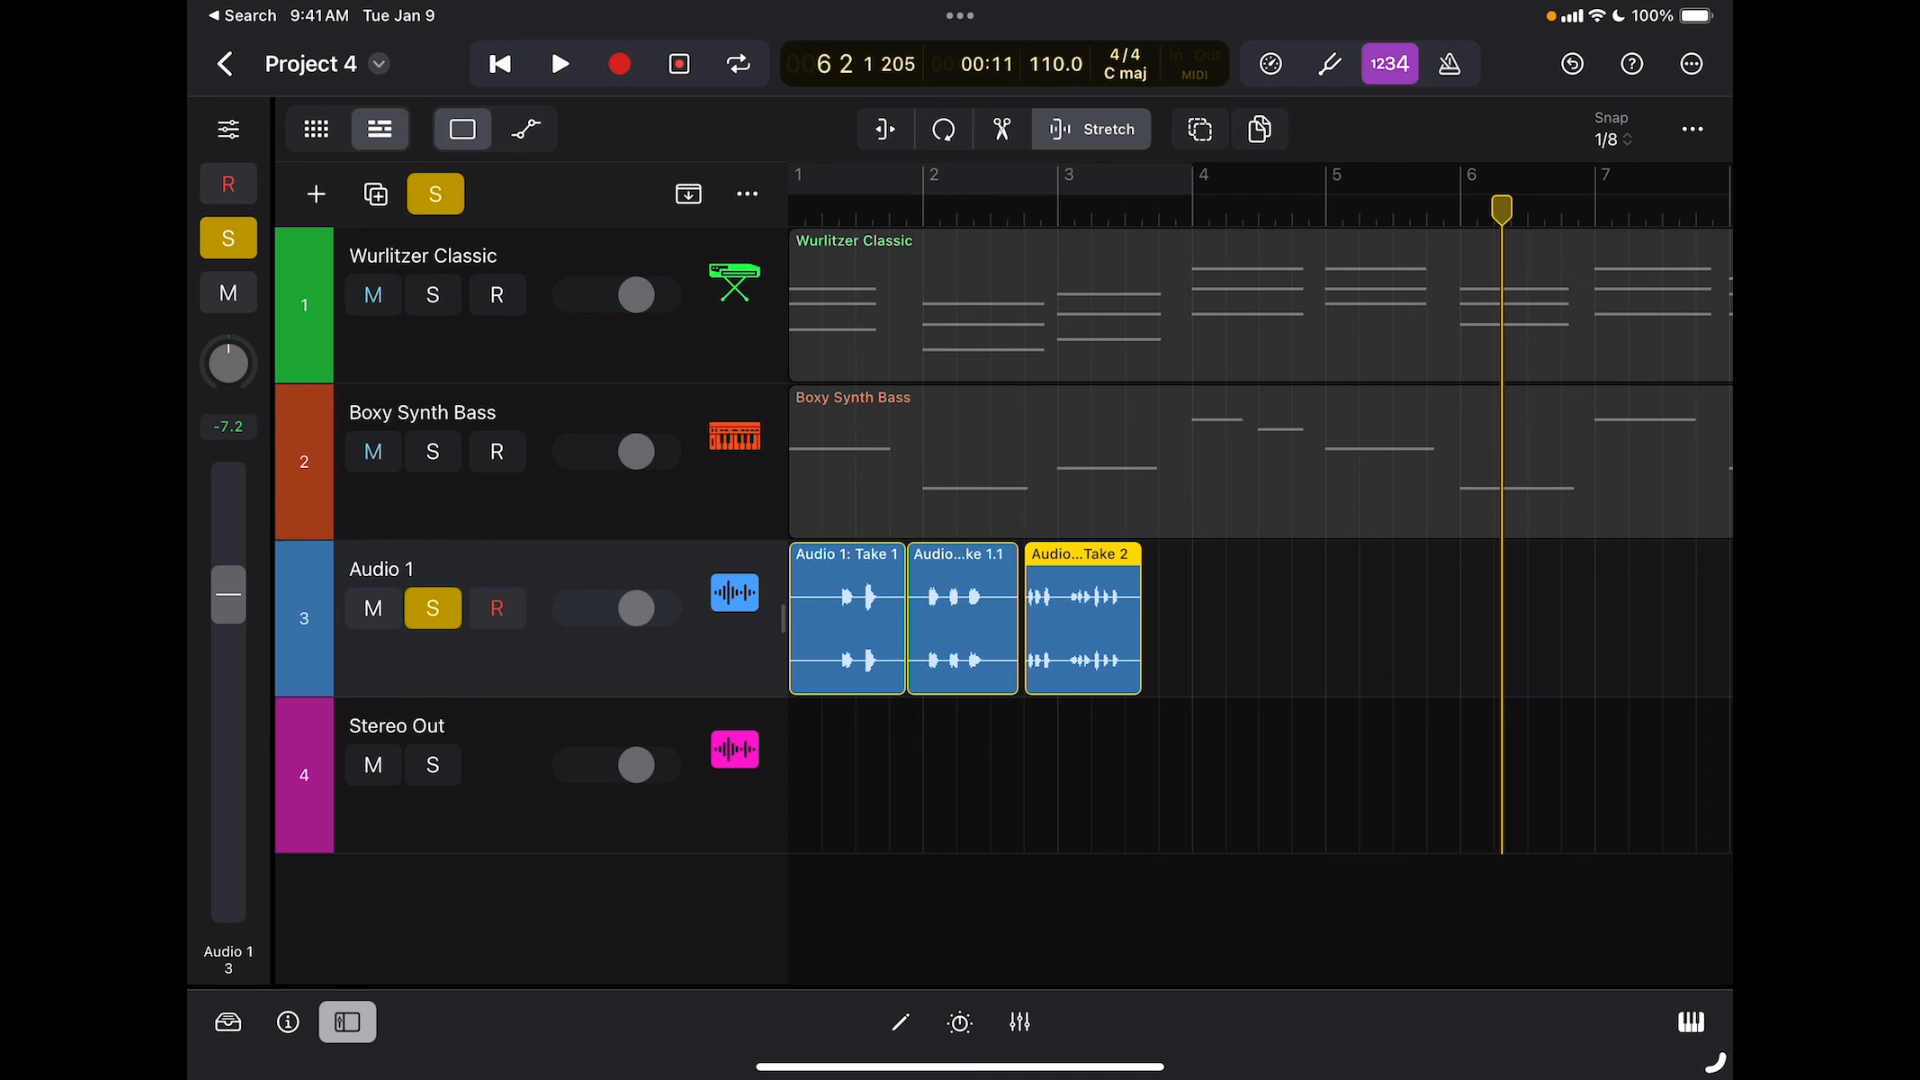 Search 9:41 AM Tue Jan 9
100%
Project 4
6 2 1 205
00:11
110.0
4/4
C maj
In Out
MIDI
1234
Stretch
Snap
1/8
R
S
1 2 3 4 5 6 7
S
Wurlitzer Classic
Wurlitzer Classic
M
1
M S R
-7.2
Boxy Synth Bass
Boxy Synth Bass
2
M S R
Audio 1
Audio 1: Take 1
Audio...ke 1.1
Audio...Take 2
3
M S R
Stereo Out
4
M S
Audio 1
3